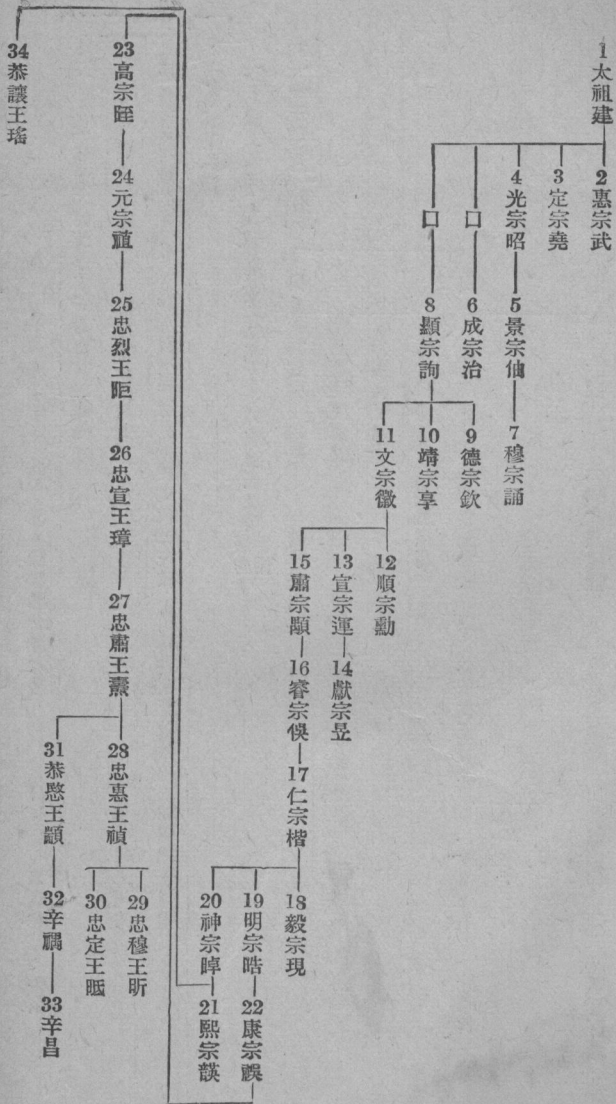 1 太祖建
2 惠宗武
3 定宗堯
4 光宗昭
5 景宗伷
6 成宗治
7 穆宗誦
8 顯宗詢
9 德宗欽
10 靖宗享
11 文宗徽
12 順宗勳
13 宣宗運
14 獻宗昱
15 肅宗顒
16 睿宗俁
17 仁宗楷
18 毅宗現
19 明宗晧
20 神宗晫
21 熙宗韺
22 康宗祦
23 高宗㬚
24 元宗禃
25 忠烈王昛
26 忠宣王璋
27 忠肅王燾
28 忠惠王禎
29 忠穆王昕
30 忠定王㫝
31 恭愍王顓
32 辛禑
33 辛昌
34 恭讓王瑤